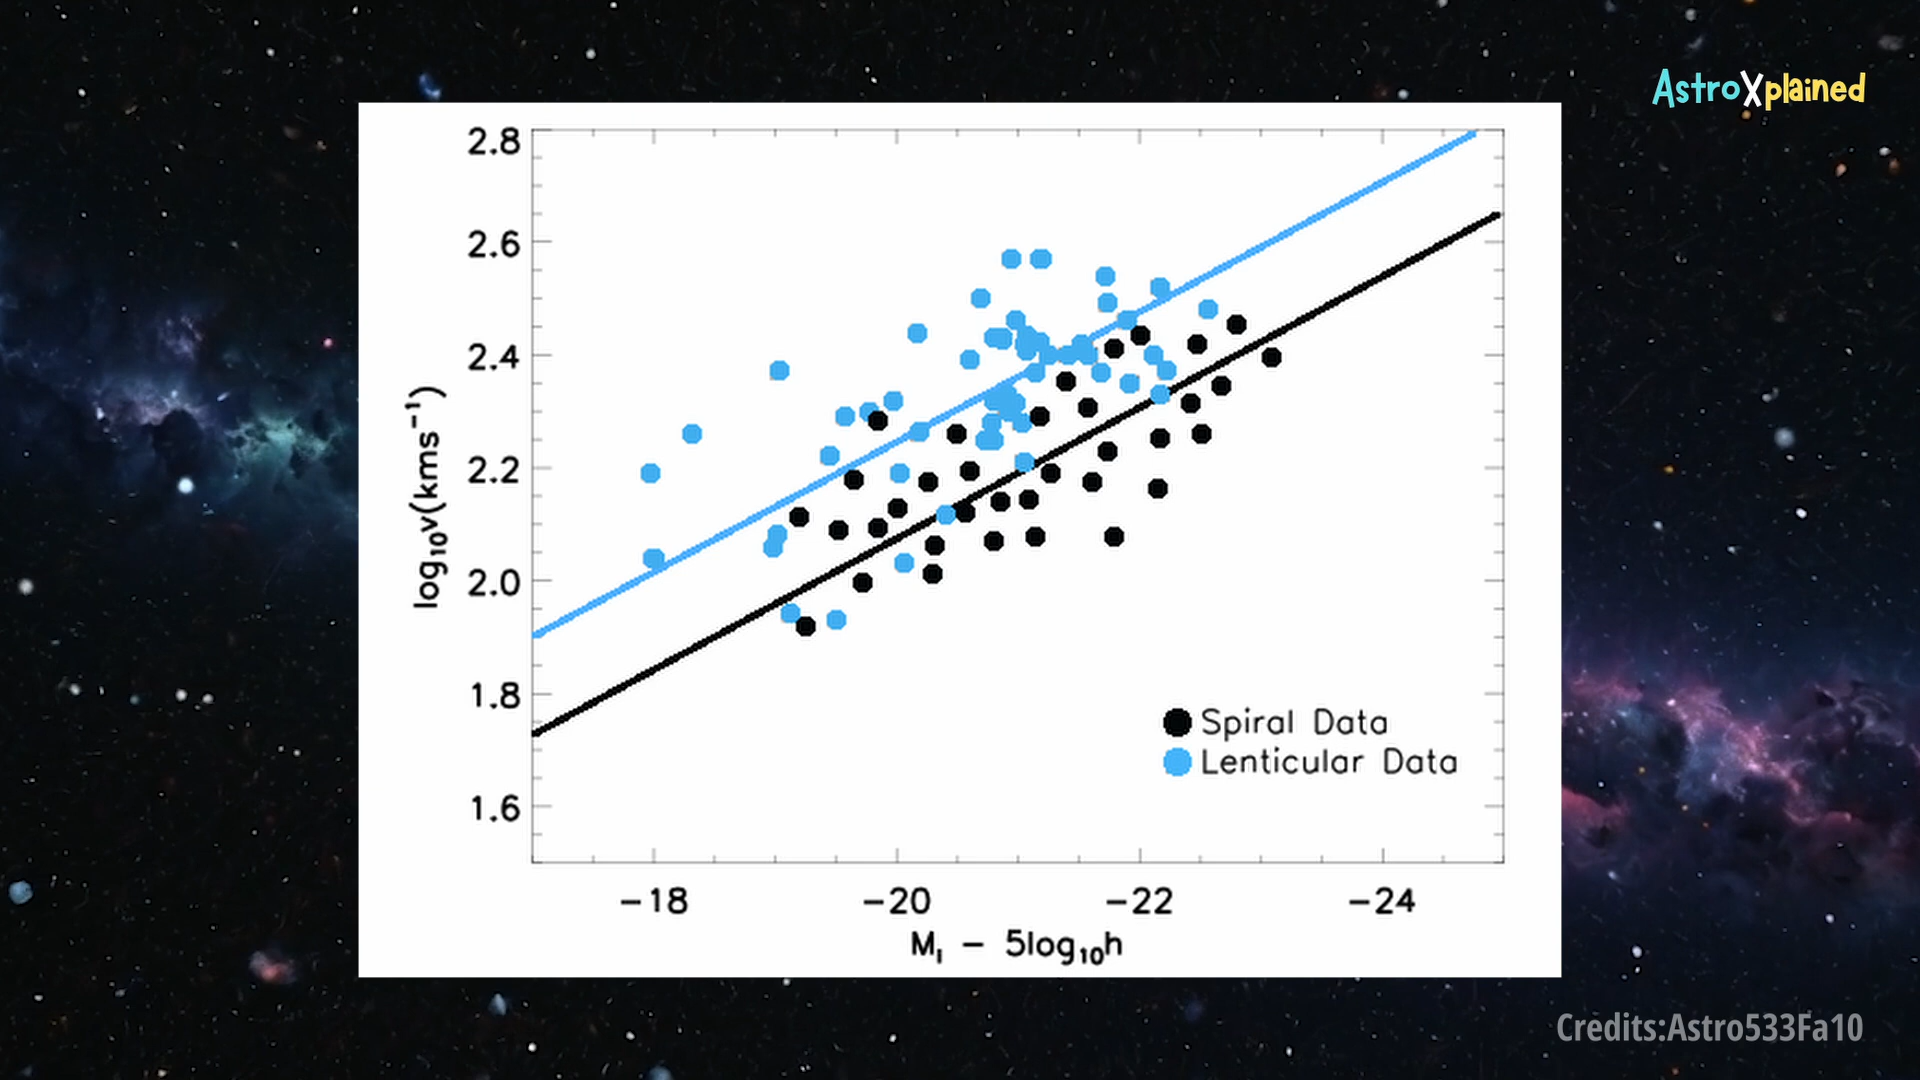 AstroXplained
2.8
2.6
2.4
2.2
2.0
1.8
1.6
log₁₀v(kms⁻¹)
Spiral Data
Lenticular Data
−18 −20 −22 −24
Mᵢ − 5log₁₀h
Credits:Astro533Fa10